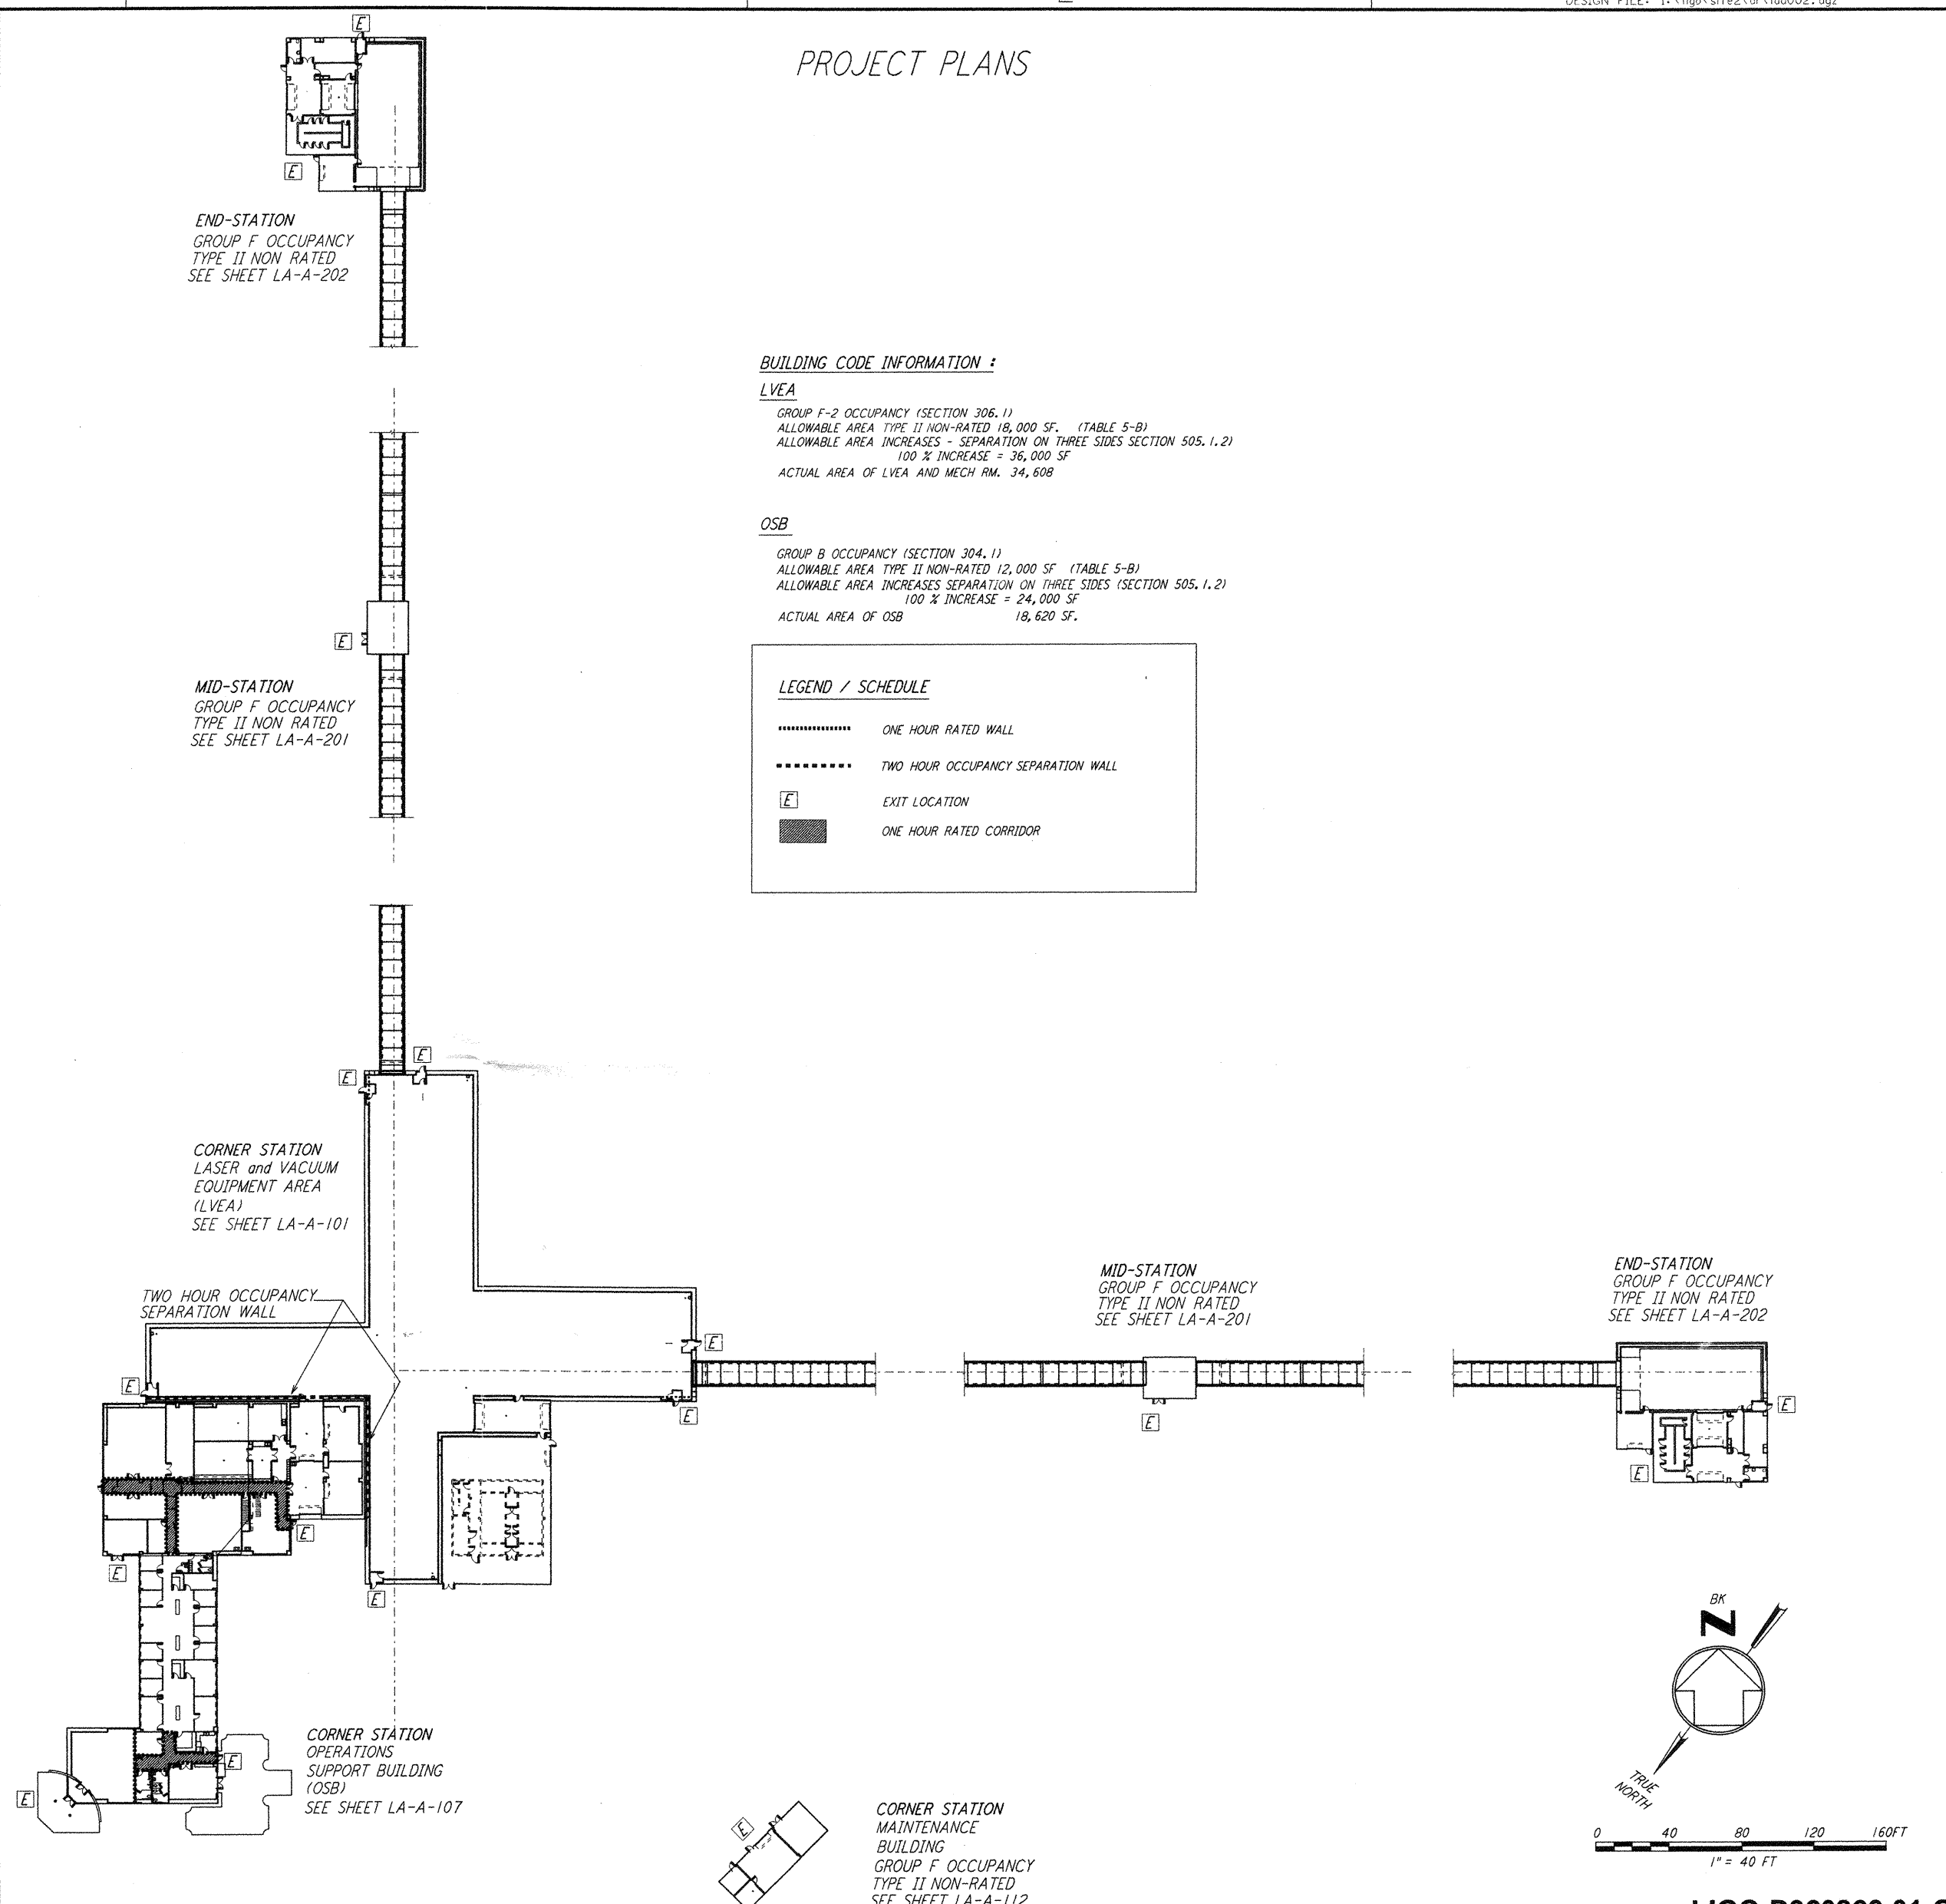 PROJECT PLANS
E
E
END-STATION
GROUP F OCCUPANCY
TYPE II NON RATED
SEE SHEET LA-A-202
BUILDING CODE INFORMATION :
LVEA
GROUP F-2 OCCUPANCY (SECTION 306.1)
ALLOWABLE AREA TYPE II NON-RATED 18,000 SF. (TABLE 5-B)
ALLOWABLE AREA INCREASES - SEPARATION ON THREE SIDES SECTION 505.1.2)
100 % INCREASE = 36,000 SF
ACTUAL AREA OF LVEA AND MECH RM. 34,608
OSB
GROUP B OCCUPANCY (SECTION 304.1)
ALLOWABLE AREA TYPE II NON-RATED 12,000 SF (TABLE 5-B)
ALLOWABLE AREA INCREASES SEPARATION ON THREE SIDES (SECTION 505.1.2)
100 % INCREASE = 24,000 SF
ACTUAL AREA OF OSB 18,620 SF.
E
MID-STATION
GROUP F OCCUPANCY
TYPE II NON RATED
SEE SHEET LA-A-201
LEGEND / SCHEDULE
ONE HOUR RATED WALL
TWO HOUR OCCUPANCY SEPARATION WALL
E EXIT LOCATION
ONE HOUR RATED CORRIDOR
E
E
CORNER STATION
LASER and VACUUM
EQUIPMENT AREA
(LVEA)
SEE SHEET LA-A-101
TWO HOUR OCCUPANCY
SEPARATION WALL
E
E
E
MID-STATION
GROUP F OCCUPANCY
TYPE II NON RATED
SEE SHEET LA-A-201
E
END-STATION
GROUP F OCCUPANCY
TYPE II NON RATED
SEE SHEET LA-A-202
E
E
E
E
E
E
E
CORNER STATION
OPERATIONS
SUPPORT BUILDING
(OSB)
SEE SHEET LA-A-107
E
CORNER STATION
MAINTENANCE
BUILDING
GROUP F OCCUPANCY
TYPE II NON-RATED
SEE SHEET LA-A-112
BK
N
TRUE
NORTH
0 40 80 120 160FT
1" = 40 FT